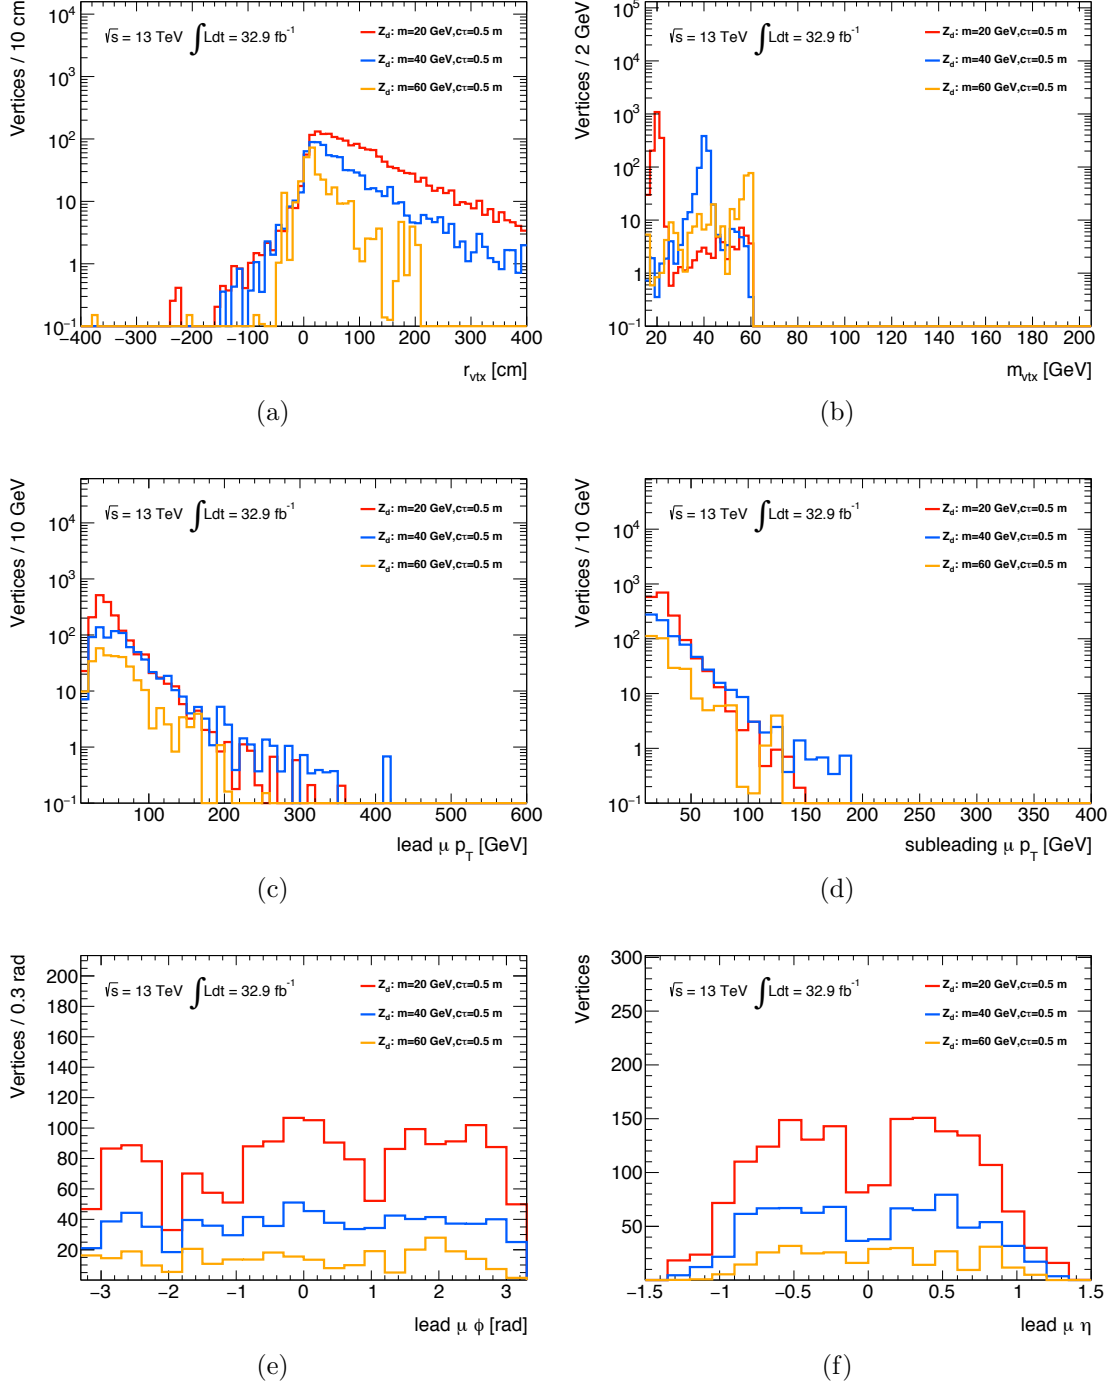 Vertices / 10 cm
√s = 13 TeV ∫Ldt = 32.9 fb⁻¹
Z_d: m=20 GeV,cτ=0.5 m
Z_d: m=40 GeV,cτ=0.5 m
Z_d: m=60 GeV,cτ=0.5 m
10⁴
10³
10²
10
1
10⁻¹
−400 −300 −200 −100 0 100 200 300 400
r_vtx [cm]
(a)
Vertices / 2 GeV
√s = 13 TeV ∫Ldt = 32.9 fb⁻¹
Z_d: m=20 GeV,cτ=0.5 m
Z_d: m=40 GeV,cτ=0.5 m
Z_d: m=60 GeV,cτ=0.5 m
10⁵
10⁴
10³
10²
10
1
10⁻¹
20 40 60 80 100 120 140 160 180 200
m_vtx [GeV]
(b)
Vertices / 10 GeV
√s = 13 TeV ∫Ldt = 32.9 fb⁻¹
Z_d: m=20 GeV,cτ=0.5 m
Z_d: m=40 GeV,cτ=0.5 m
Z_d: m=60 GeV,cτ=0.5 m
10⁴
10³
10²
10
1
10⁻¹
100 200 300 400 500 600
lead μ p_T [GeV]
(c)
Vertices / 10 GeV
√s = 13 TeV ∫Ldt = 32.9 fb⁻¹
Z_d: m=20 GeV,cτ=0.5 m
Z_d: m=40 GeV,cτ=0.5 m
Z_d: m=60 GeV,cτ=0.5 m
10⁴
10³
10²
10
1
10⁻¹
50 100 150 200 250 300 350 400
subleading μ p_T [GeV]
(d)
Vertices / 0.3 rad
√s = 13 TeV ∫Ldt = 32.9 fb⁻¹
Z_d: m=20 GeV,cτ=0.5 m
Z_d: m=40 GeV,cτ=0.5 m
Z_d: m=60 GeV,cτ=0.5 m
200
180
160
140
120
100
80
60
40
20
−3 −2 −1 0 1 2 3
lead μ ϕ [rad]
(e)
Vertices
√s = 13 TeV ∫Ldt = 32.9 fb⁻¹
Z_d: m=20 GeV,cτ=0.5 m
Z_d: m=40 GeV,cτ=0.5 m
Z_d: m=60 GeV,cτ=0.5 m
300
250
200
150
100
50
−1.5 −1 −0.5 0 0.5 1 1.5
lead μ η
(f)